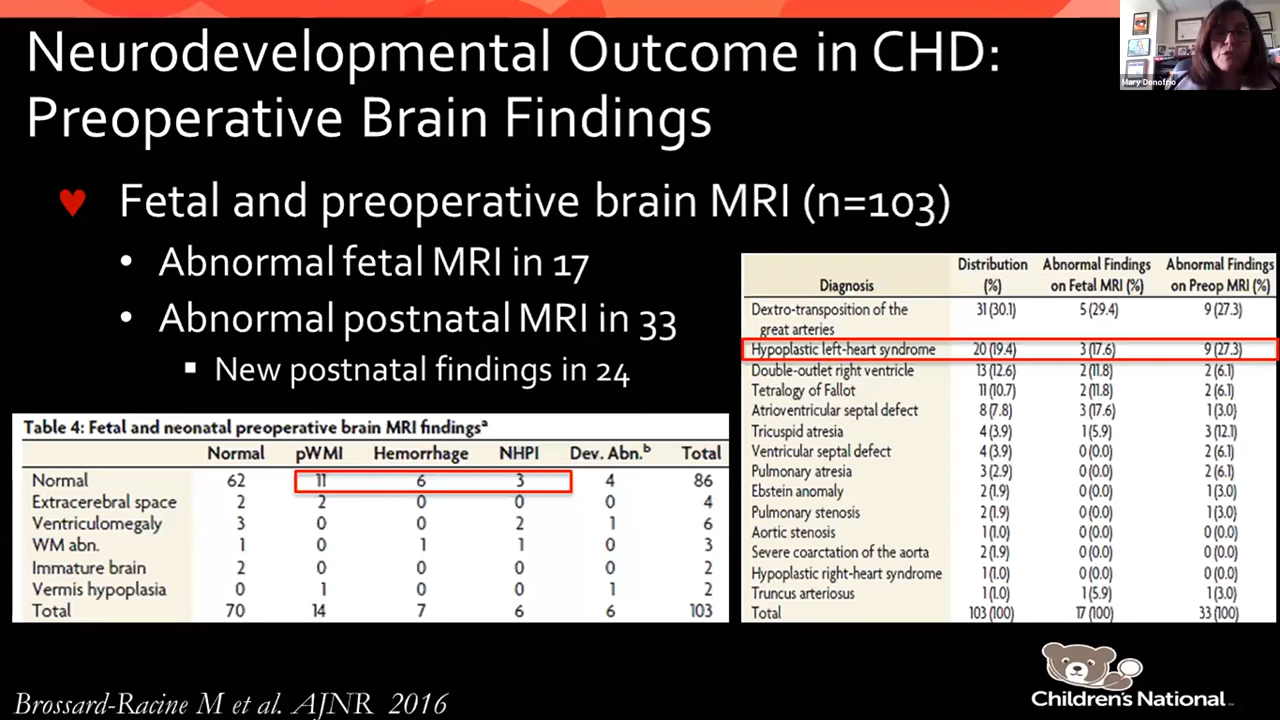 Neurodevelopmental Outcome in CHD:
Preoperative Brain Findings
Mary Donofrio
Fetal and preoperative brain MRI (n=103)
• Abnormal fetal MRI in 17
• Abnormal postnatal MRI in 33
▪ New postnatal findings in 24
Table 4: Fetal and neonatal preoperative brain MRI findingsᵃ
Normal pWMI Hemorrhage NHPI Dev. Abn.ᵇ Total
Normal 62 11 6 3 4 86
Extracerebral space 2 2 0 0 0 4
Ventriculomegaly 3 0 0 2 1 6
WM abn. 1 0 1 1 0 3
Immature brain 2 0 0 0 0 2
Vermis hypoplasia 0 1 0 0 1 2
Total 70 14 7 6 6 103
Distribution Abnormal Findings Abnormal Findings
Diagnosis (%) on Fetal MRI (%) on Preop MRI (%)
Dextro-transposition of the 31 (30.1) 5 (29.4) 9 (27.3)
great arteries
Hypoplastic left-heart syndrome 20 (19.4) 3 (17.6) 9 (27.3)
Double-outlet right ventricle 13 (12.6) 2 (11.8) 2 (6.1)
Tetralogy of Fallot 11 (10.7) 2 (11.8) 2 (6.1)
Atrioventricular septal defect 8 (7.8) 3 (17.6) 1 (3.0)
Tricuspid atresia 4 (3.9) 1 (5.9) 3 (12.1)
Ventricular septal defect 4 (3.9) 0 (0.0) 2 (6.1)
Pulmonary atresia 3 (2.9) 0 (0.0) 2 (6.1)
Ebstein anomaly 2 (1.9) 0 (0.0) 1 (3.0)
Pulmonary stenosis 2 (1.9) 0 (0.0) 1 (3.0)
Aortic stenosis 1 (1.0) 0 (0.0) 0 (0.0)
Severe coarctation of the aorta 2 (1.9) 0 (0.0) 0 (0.0)
Hypoplastic right-heart syndrome 1 (1.0) 0 (0.0) 0 (0.0)
Truncus arteriosus 1 (1.0) 1 (5.9) 1 (3.0)
Total 103 (100) 17 (100) 33 (100)
Children's National
Brossard-Racine M et al. AJNR 2016